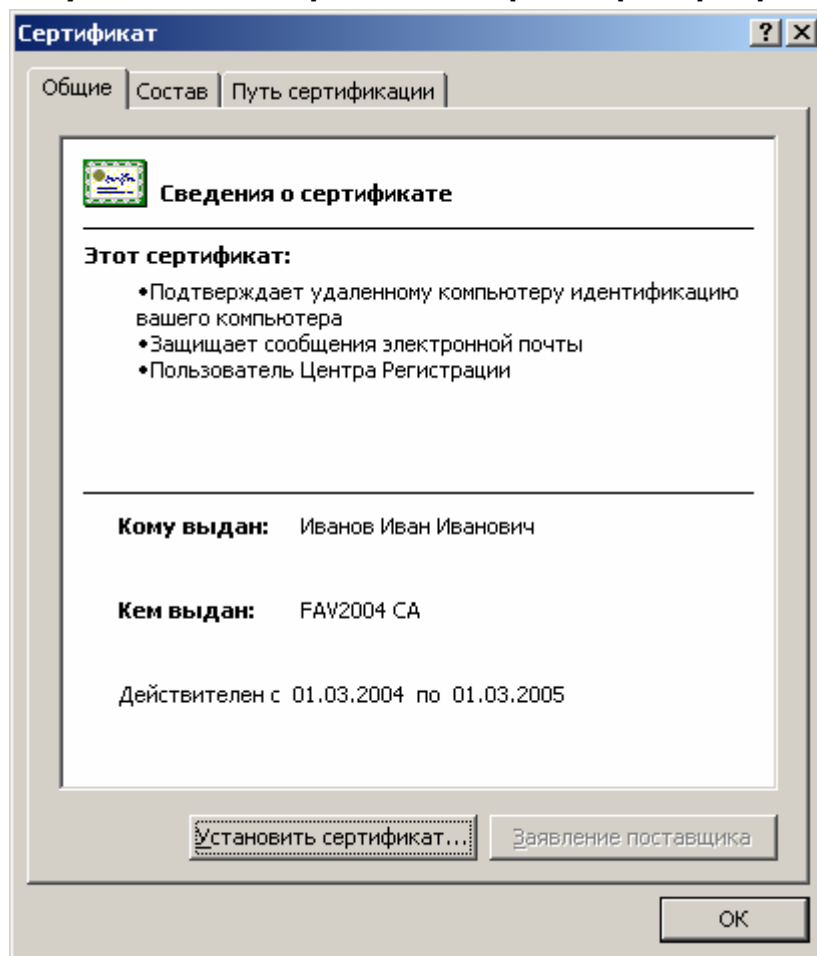 Сертификат
Общие Состав Путь сертификации
Сведения о сертификате
Этот сертификат:
•Подтверждает удаленному компьютеру идентификацию
вашего компьютера
•Защищает сообщения электронной почты
•Пользователь Центра Регистрации
Кому выдан: Иванов Иван Иванович
Кем выдан: FAV2004 CA
Действителен с 01.03.2004 по 01.03.2005
Установить сертификат... Заявление поставщика
ОК